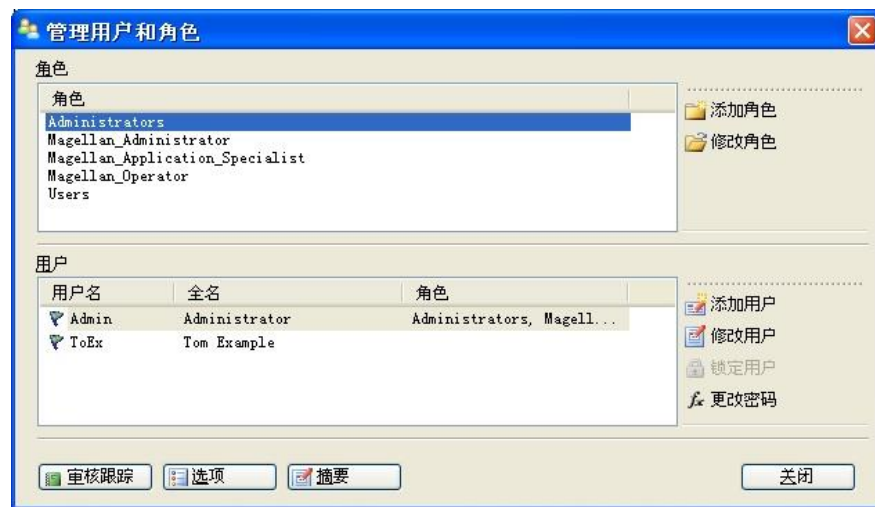 管理用户和角色
角色
角色
Administrators
Magellan_Administrator
Magellan_Application_Specialist
Magellan_Operator
Users
添加角色
修改角色
用户
用户名 全名 角色
Admin Administrator Administrators, Magell...
ToEx Tom Example
添加用户
修改用户
锁定用户
fx 更改密码
审核跟踪 选项 摘要 关闭